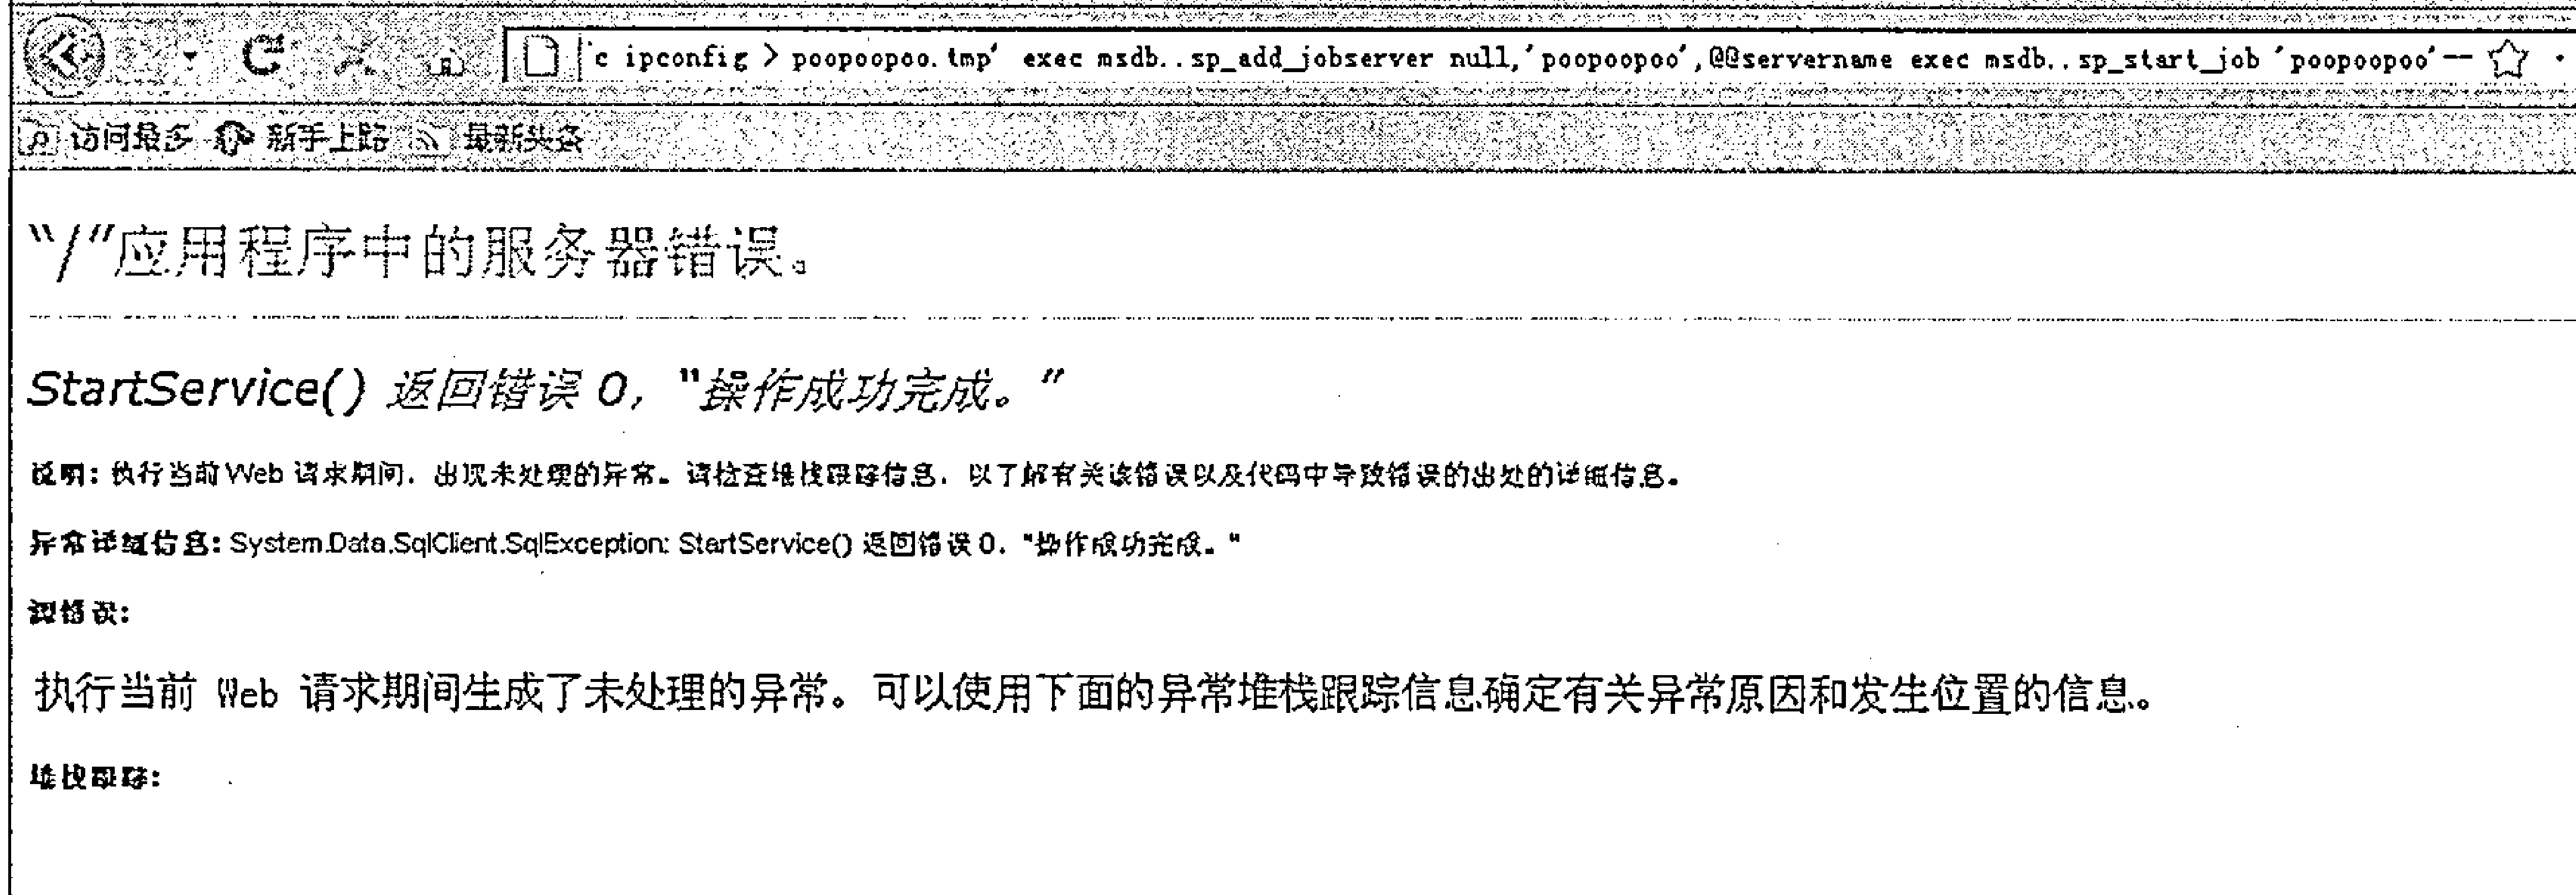 'c ipconfig > poopoopoo.tmp' exec msdb..sp_add_jobserver null,'poopoopoo',@@servername exec msdb..sp_start_job 'poopoopoo'--
访问最多 新手上路 最新头条
“/”应用程序中的服务器错误。
StartService() 返回错误 0，"操作成功完成。"
说明: 执行当前 Web 请求期间，出现未处理的异常。请检查堆栈跟踪信息，以了解有关该错误以及代码中导致错误的出处的详细信息。
异常详细信息: System.Data.SqlClient.SqlException: StartService() 返回错误 0，"操作成功完成。"
源错误:
执行当前 Web 请求期间生成了未处理的异常。可以使用下面的异常堆栈跟踪信息确定有关异常原因和发生位置的信息。
堆栈跟踪: